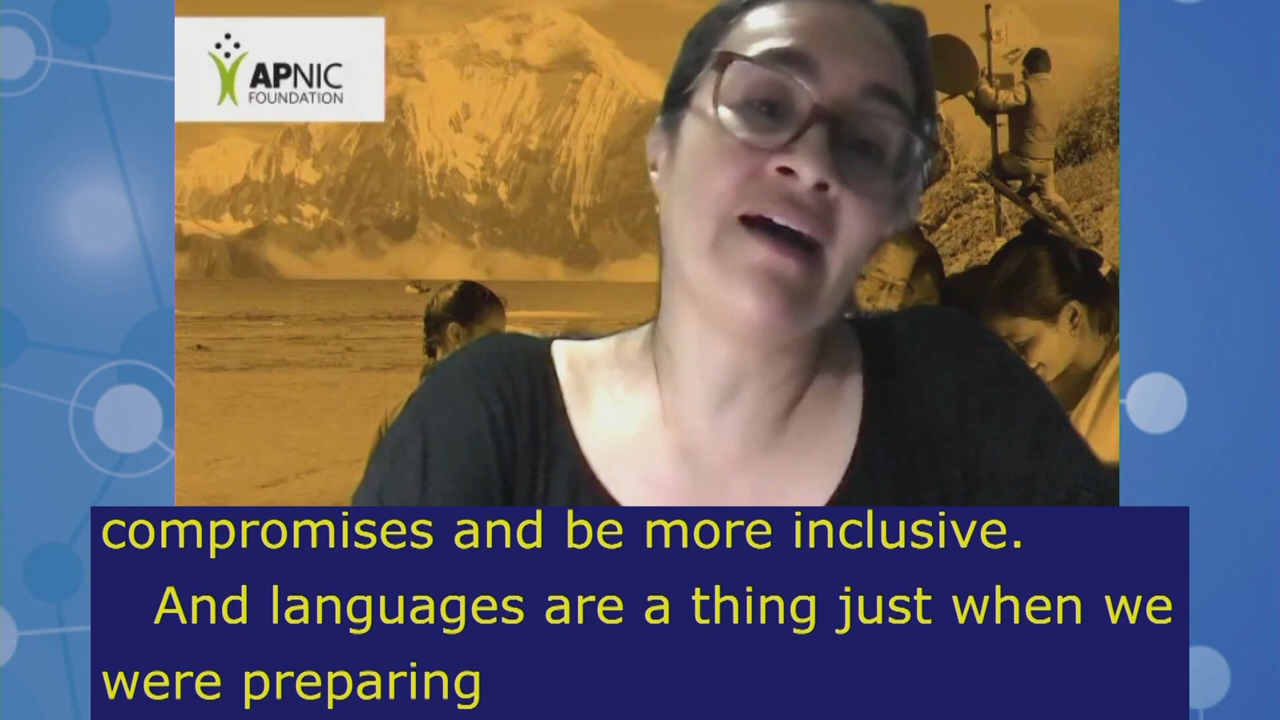 APNIC
FOUNDATION
compromises and be more inclusive.
And languages are a thing just when we
were preparing